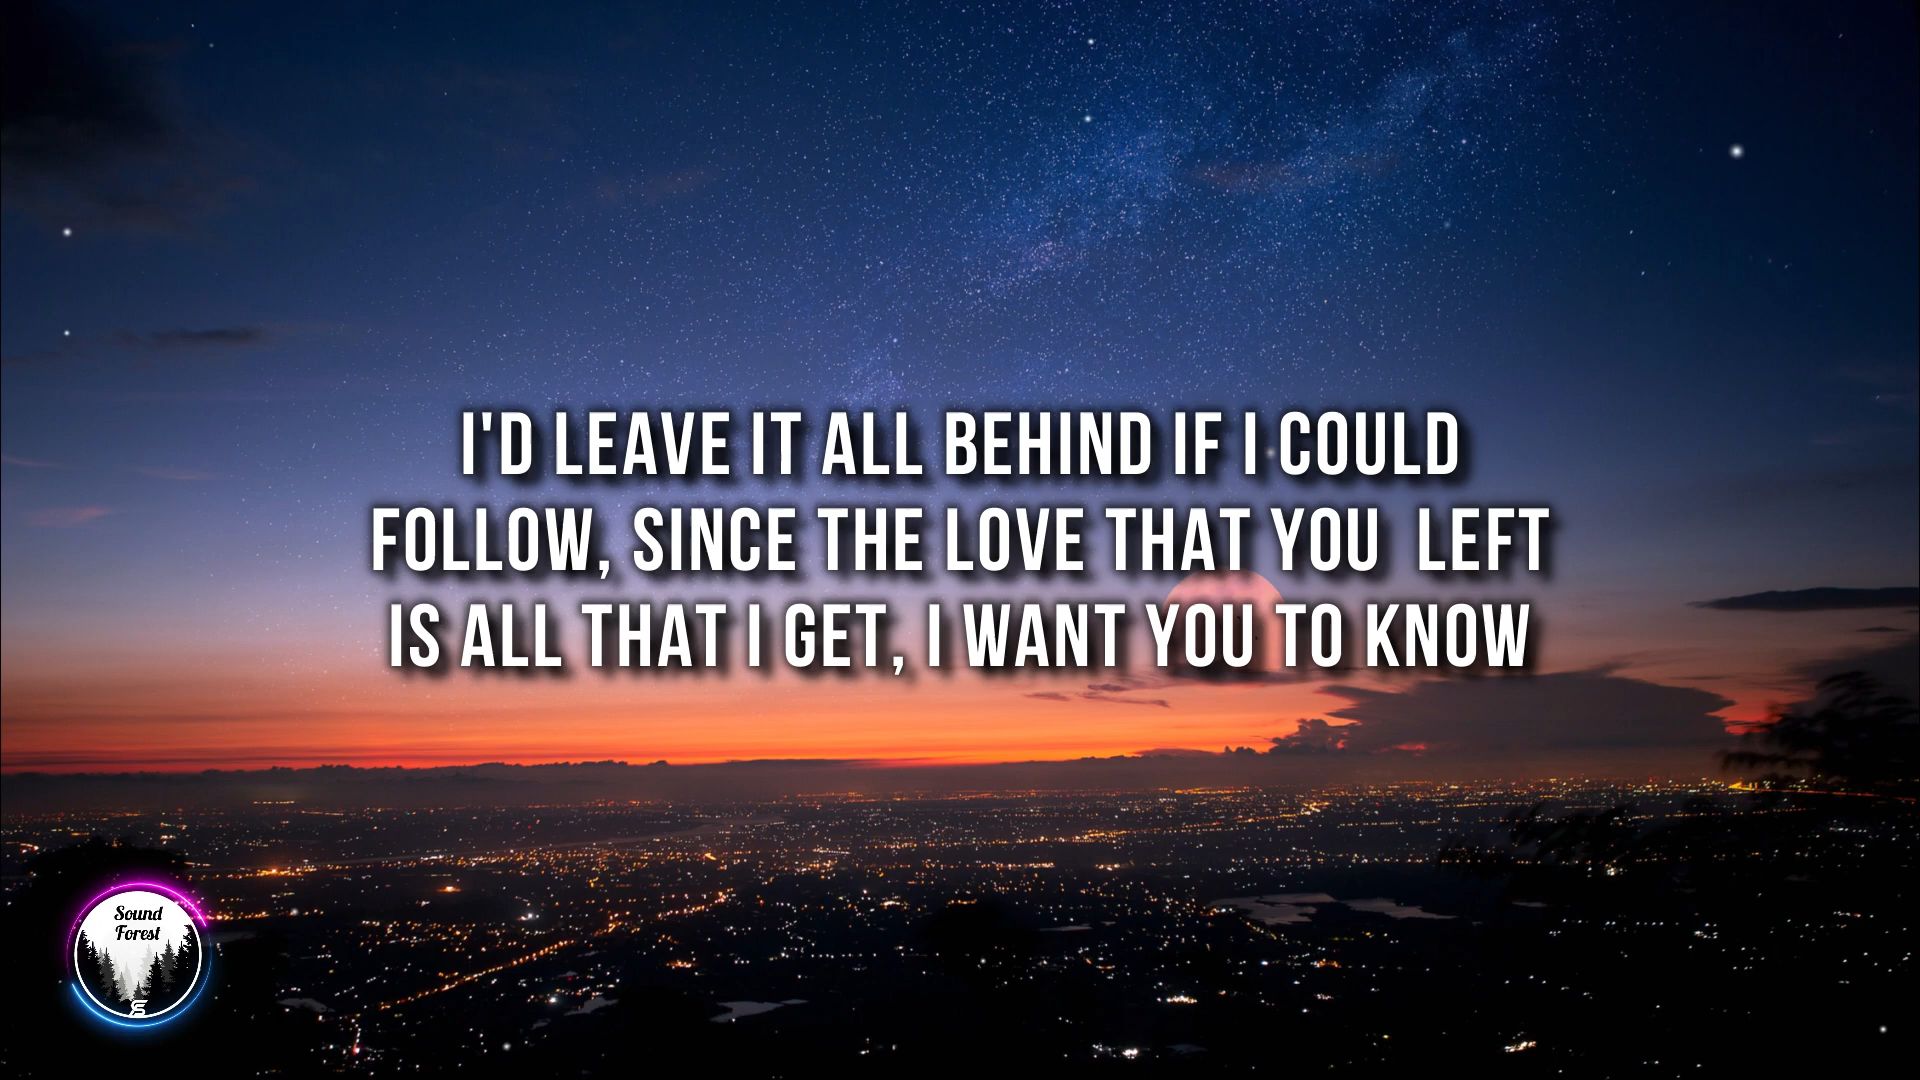 I'D LEAVE IT ALL BEHIND IF I COULD
FOLLOW, SINCE THE LOVE THAT YOU  LEFT
IS ALL THAT I GET, I WANT YOU TO KNOW
Sound
Forest